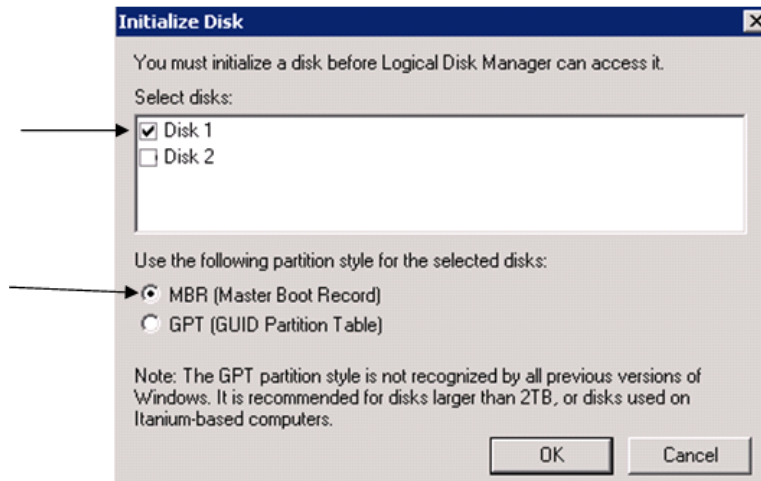 Initialize Disk
You must initialize a disk before Logical Disk Manager can access it.
Select disks:
Disk 1
Disk 2
Use the following partition style for the selected disks:
MBR (Master Boot Record)
GPT (GUID Partition Table)
Note: The GPT partition style is not recognized by all previous versions of
Windows. It is recommended for disks larger than 2TB, or disks used on
Itanium-based computers.
OK
Cancel